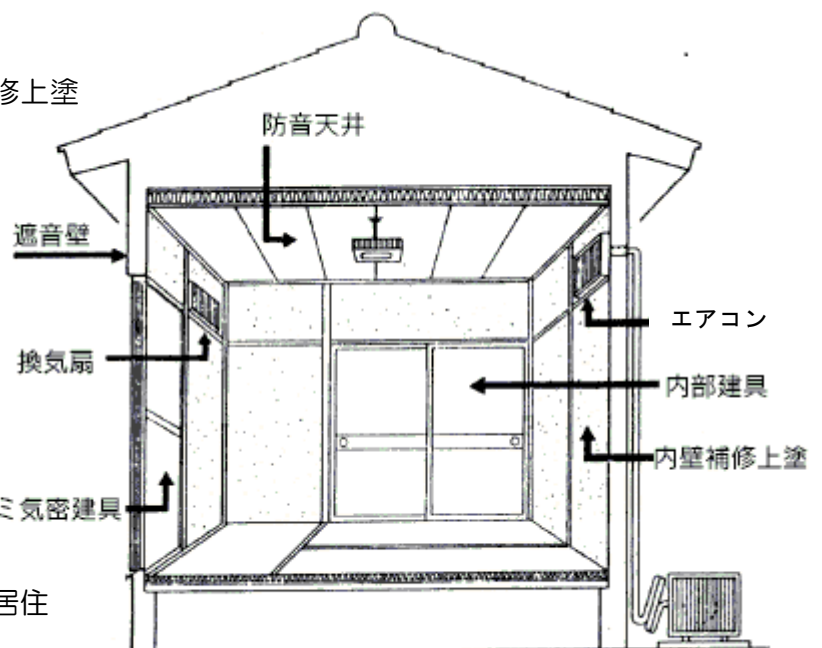 修上塗
防音天井
遮音壁
エアコン
換気扇
内部建具
内壁補修上塗
ミ気密建具
居住